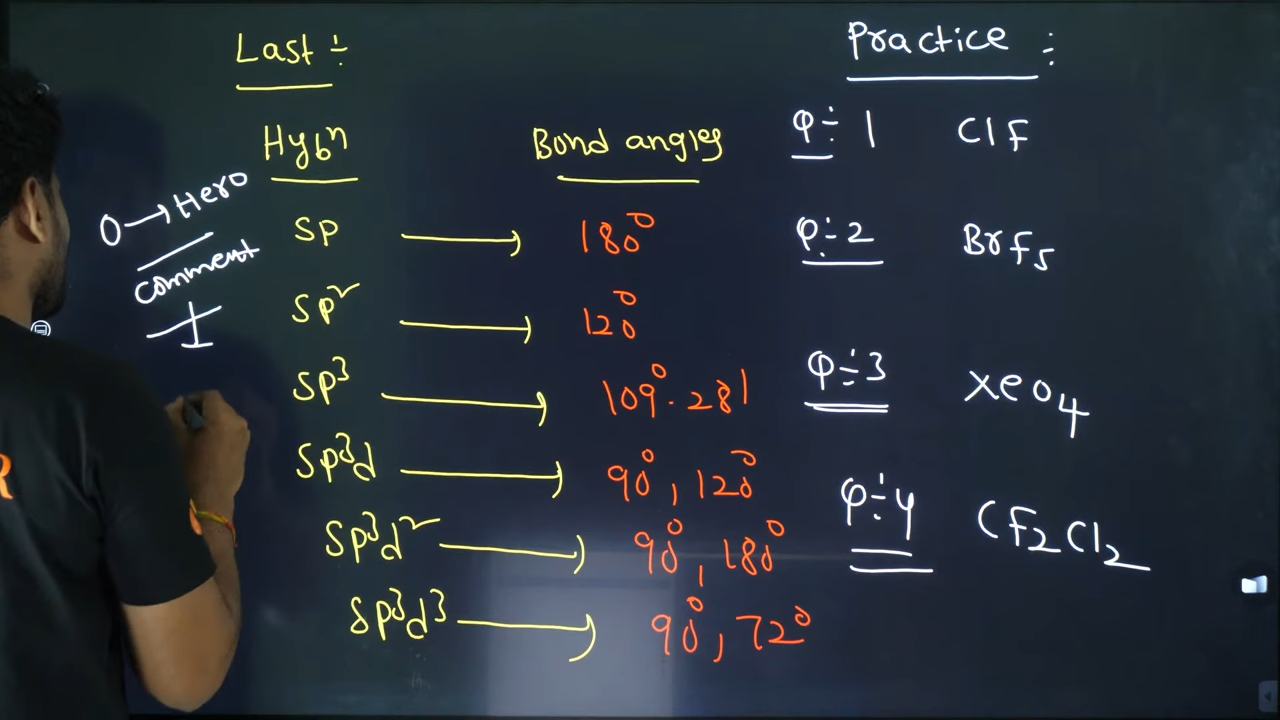 Last ÷
Hybⁿ Bond angles
0 → Hero
comment
SP → 180°
SP² → 120°
SP³ → 109°.28|
SP³d → 90°, 120°
SP³d² → 90°, 180°
SP³d³ → 90°, 72°
Practice :
Q÷1 ClF
Q÷2 BrF₅
Q÷3 XeO₄
Q÷4 CF₂Cl₂